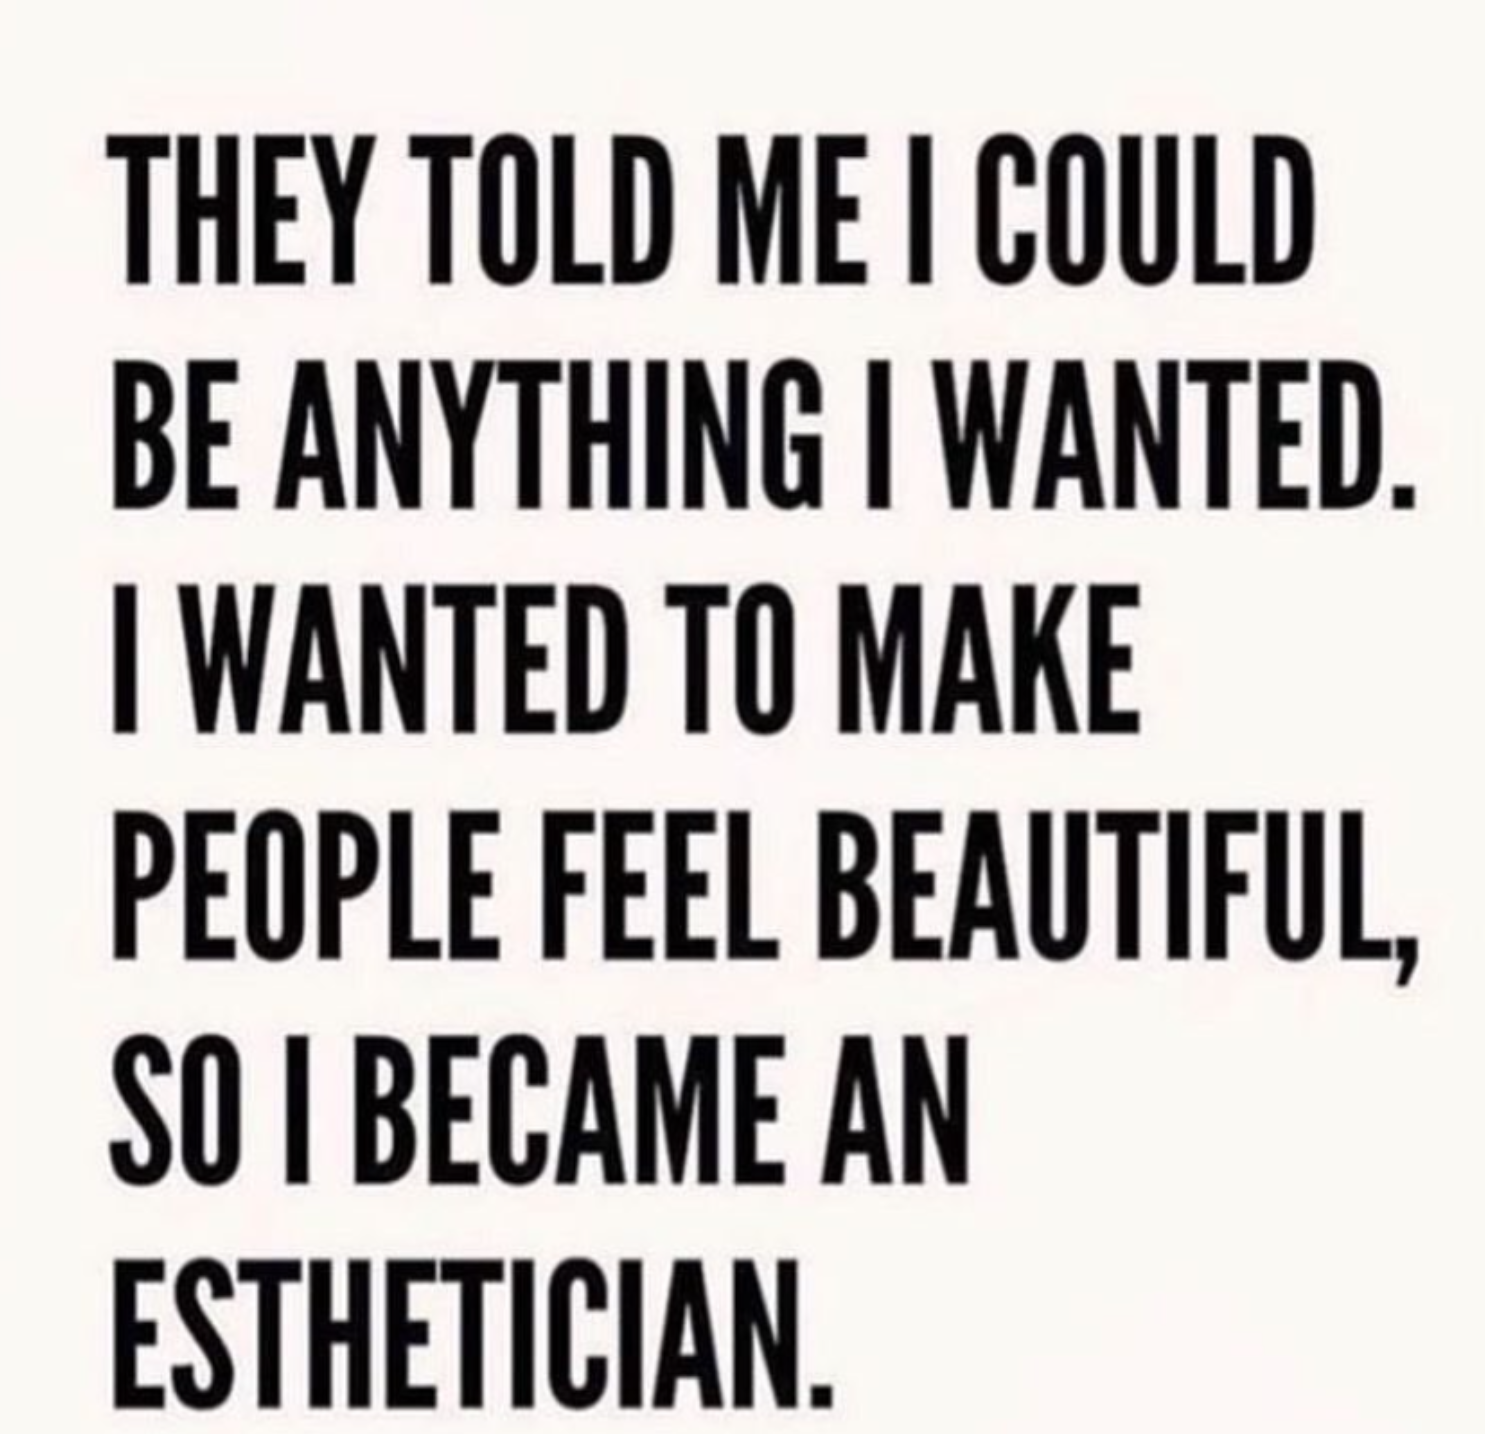 THEY TOLD ME I COULD
BE ANYTHING I WANTED.
I WANTED TO MAKE
PEOPLE FEEL BEAUTIFUL,
SO I BECAME AN
ESTHETICIAN.